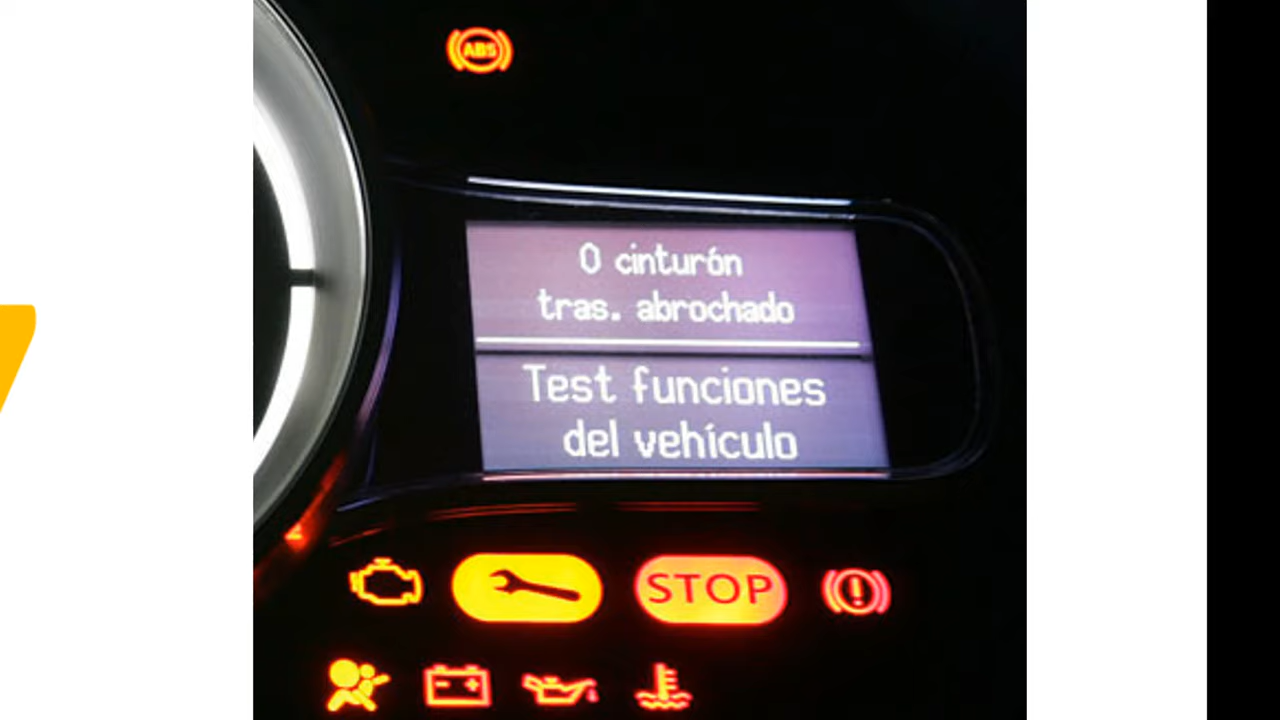 ABS
0 cinturón
tras. abrochado
Test funciones
del vehículo
STOP